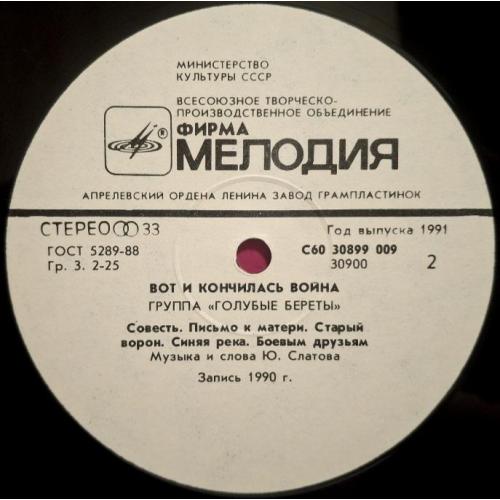 МИНИСТЕРСТВО
КУЛЬТУРЫ СССР
ВСЕСОЮЗНОЕ ТВОРЧЕСКО-
ПРОИЗВОДСТВЕННОЕ ОБЪЕДИНЕНИЕ
ФИРМА
® МЕЛОДИЯ
АПРЕЛЕВСКИЙ ОРДЕНА ЛЕНИНА ЗАВОД ГРАМПЛАСТИНОК
СТЕРЕО 33
Год выпуска 1991
ГОСТ 5289-88
С60 30899 009
Гр. 3. 2-25
30900
2
ВОТ И КОНЧИЛАСЬ ВОЙНА
ГРУППА «ГОЛУБЫЕ БЕРЕТЫ»
Совесть. Письмо к матери. Старый
ворон. Синяя река. Боевым друзьям
Музыка и слова Ю. Слатова
Запись 1990 г.